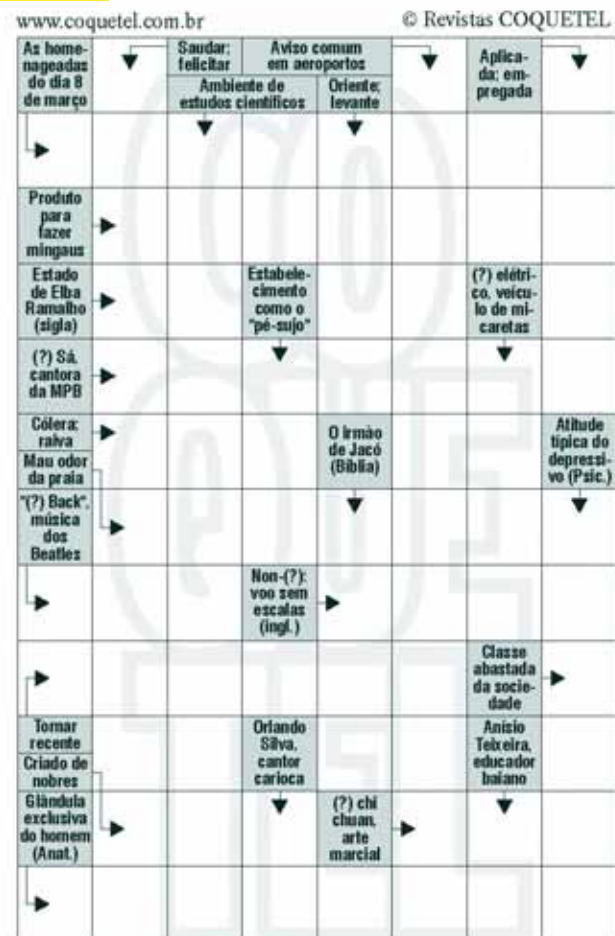 www.coquetel.com.br
© Revistas COQUETEL
As home-
nageadas
do dia 8
de março
Saudar;
felicitar
Aviso comum
em aeroportos
Ambiente de
estudos científicos
Oriente;
levante
Aplica-
da; em-
pregada
Produto
para
fazer
mingaus
Estado
de Elba
Ramalho
(sigla)
Estabele-
cimento
como o
"pé-sujo"
(?) elétri-
co, veícu-
lo de mi-
caretas
(?) Sá,
cantora
da MPB
Cólera;
raiva
Mau odor
da praia
O irmão
de Jacó
(Bíblia)
Atitude
típica do
depressi-
vo (Psic.)
"(?) Back",
música
dos
Beatles
Non-(?):
voo sem
escalas
(ingl.)
Classe
abastada
da socie-
dade
Tornar
recente
Criado de
nobres
Orlando
Silva,
cantor
carioca
Anísio
Teixeira,
educador
baiano
Glândula
exclusiva
do homem
(Anat.)
(?) chi
chuan,
arte
marcial